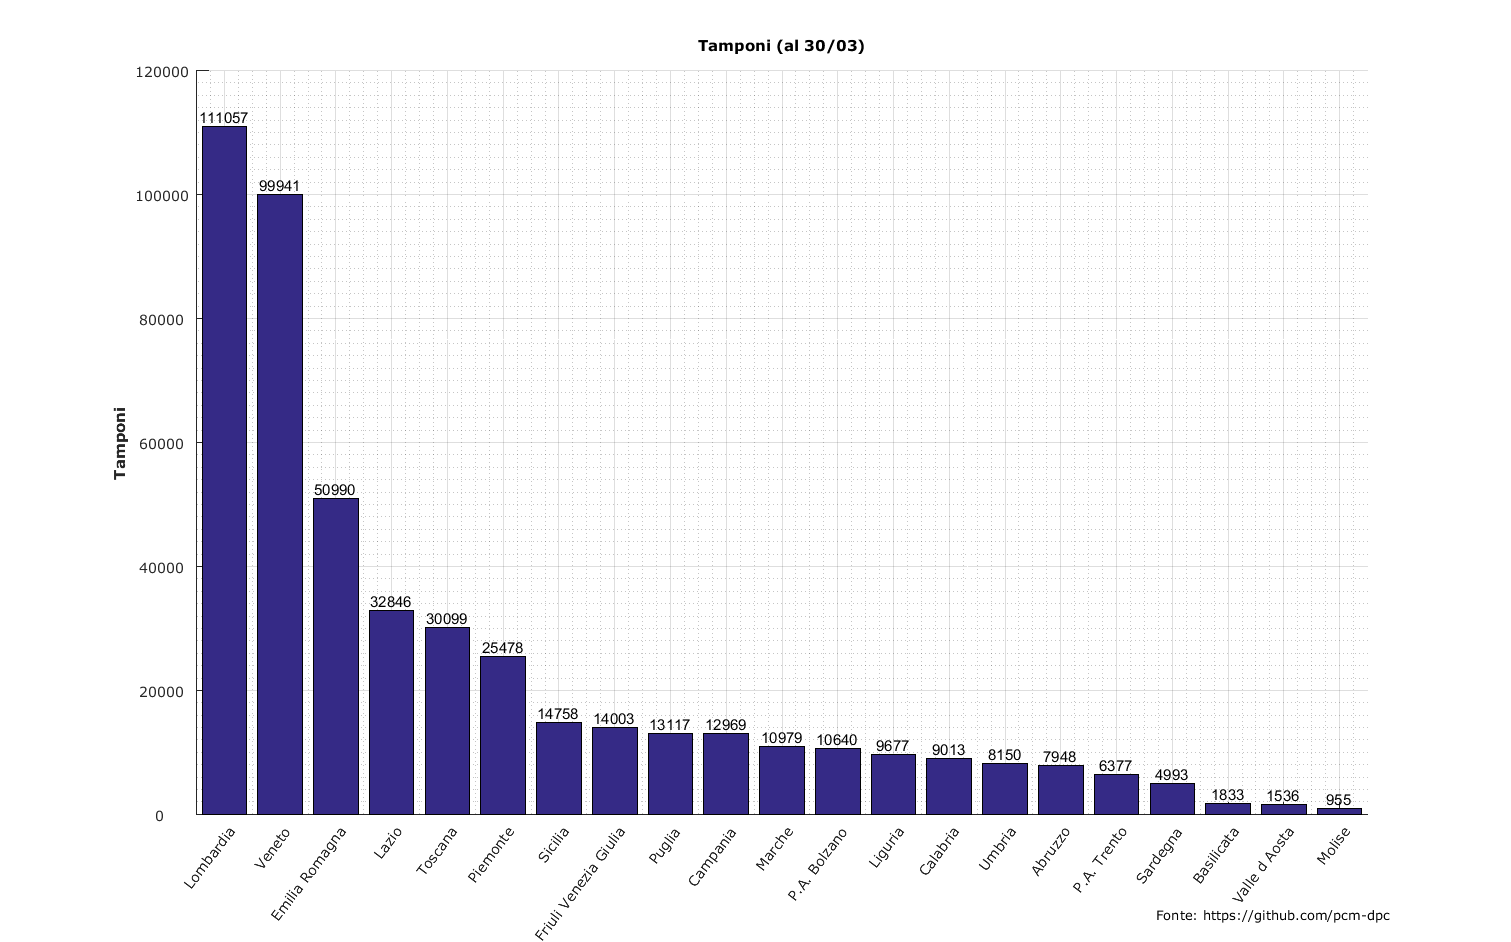 Tamponi (al 30/03)
Tamponi
120000
100000
80000
60000
40000
20000
0
111057
99941
50990
32846
30099
25478
14758
14003
13117
12969
10979
10640
9677
9013
8150
7948
6377
4993
1833
1536
955
Lombardia
Veneto
Emilia Romagna
Lazio
Toscana
Piemonte
Sicilia
Friuli Venezia Giulia
Puglia
Campania
Marche
P.A. Bolzano
Liguria
Calabria
Umbria
Abruzzo
P.A. Trento
Sardegna
Basilicata
Valle d Aosta
Molise
Fonte: https://github.com/pcm-dpc